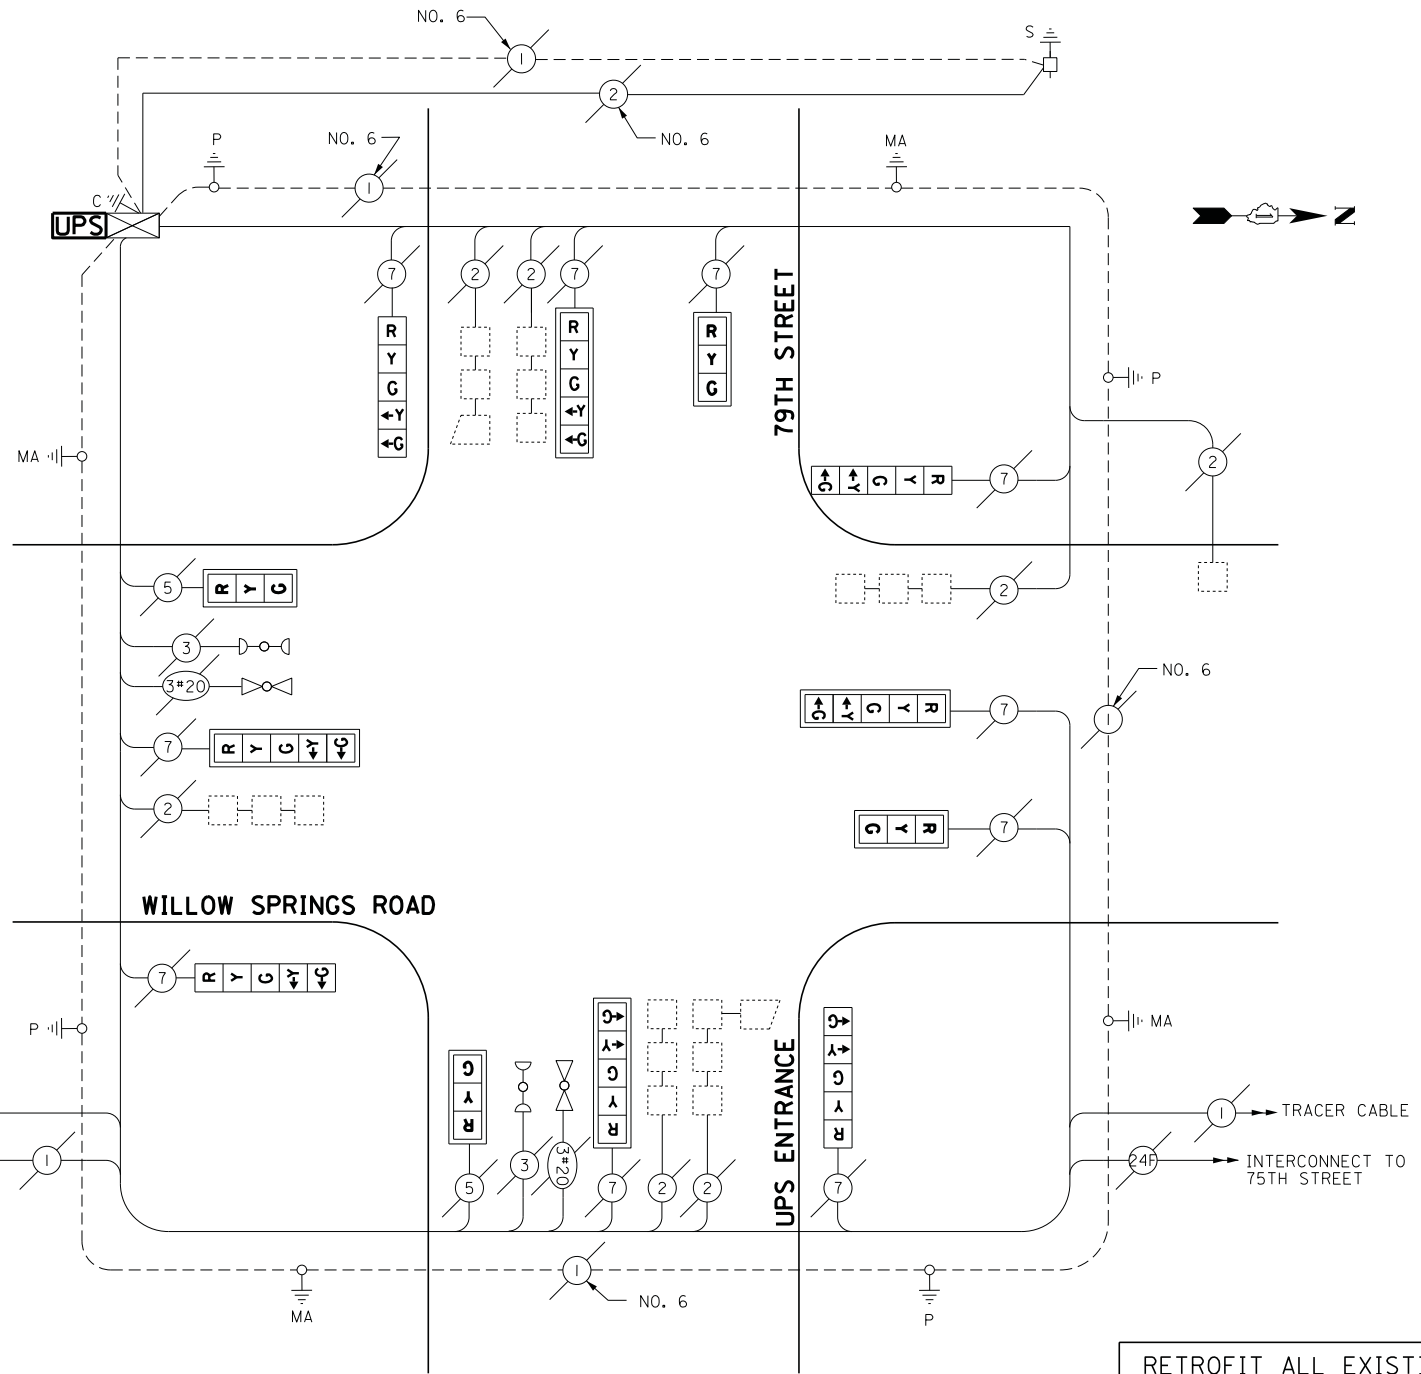 NO. 6
S
1
2
NO. 6
P
NO. 6
MA
1
C
UPS
N
7
2
2
7
7
R
Y
G
←Y
←G
R
Y
G
←Y
←G
R
Y
G
79TH STREET
P
MA
2
R Y G ←Y ←G
7
5
R Y G
2
3
3#20
7
R Y G ←Y ←G
2
R Y G ←Y ←G
7
1
NO. 6
R Y G
7
WILLOW SPRINGS ROAD
7
R Y G ←Y ←G
P
MA
R Y G
R Y G ←Y ←G
R Y G ←Y ←G
UPS ENTRANCE
1
TRACER CABLE
1
5
3
3#20
7
2
2
7
24F
INTERCONNECT TO
75TH STREET
1
NO. 6
MA
P
RETROFIT ALL EXISTI